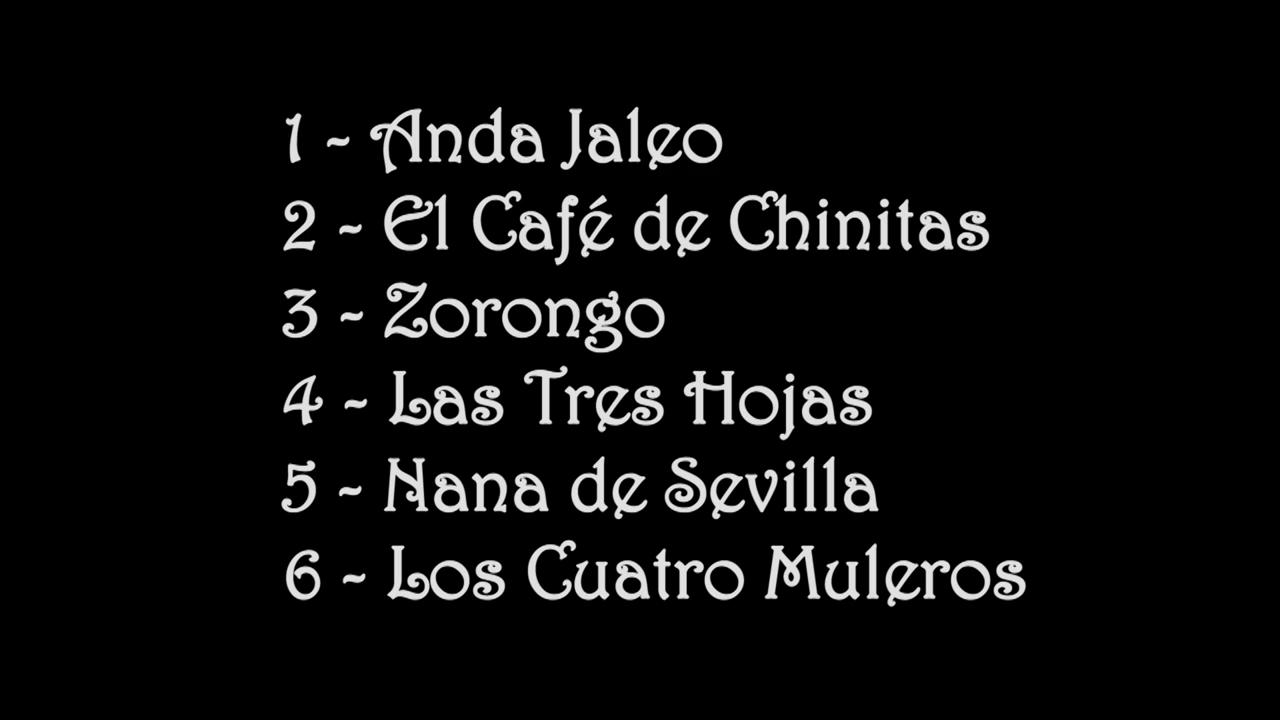 1 - Anda Jaleo
2 - El Café de Chinitas
3 - Zorongo
4 - Las Tres Hojas
5 - Nana de Sevilla
6 - Los Cuatro Muleros